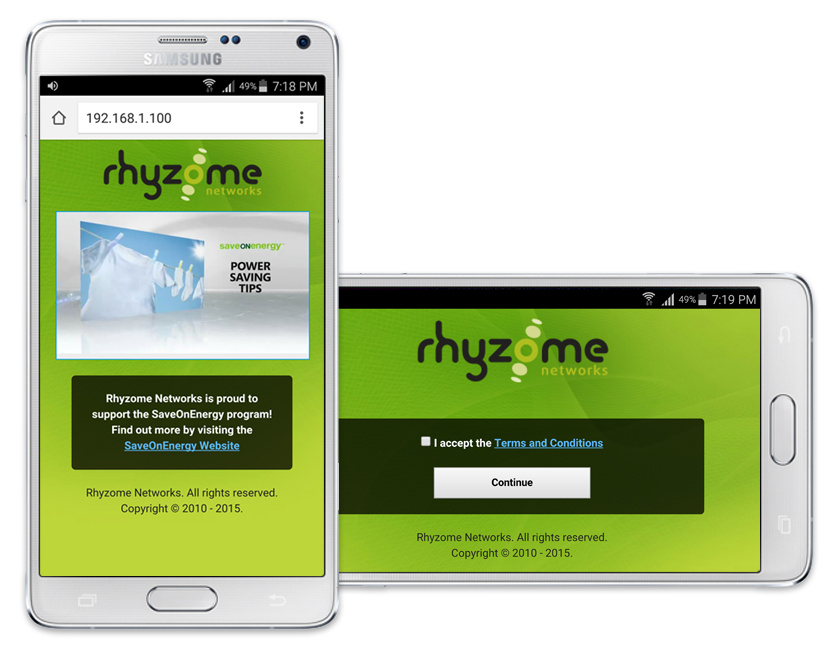 SAMSUNG
49% 7:18 PM
192.168.1.100
rhyzome
networks
saveONenergy™
POWER
SAVING
TIPS
Rhyzome Networks is proud to
support the SaveOnEnergy program!
Find out more by visiting the
SaveOnEnergy Website
Rhyzome Networks. All rights reserved.
Copyright © 2010 - 2015.
49% 7:19 PM
rhyzome
networks
I accept the Terms and Conditions
Continue
Rhyzome Networks. All rights reserved.
Copyright © 2010 - 2015.